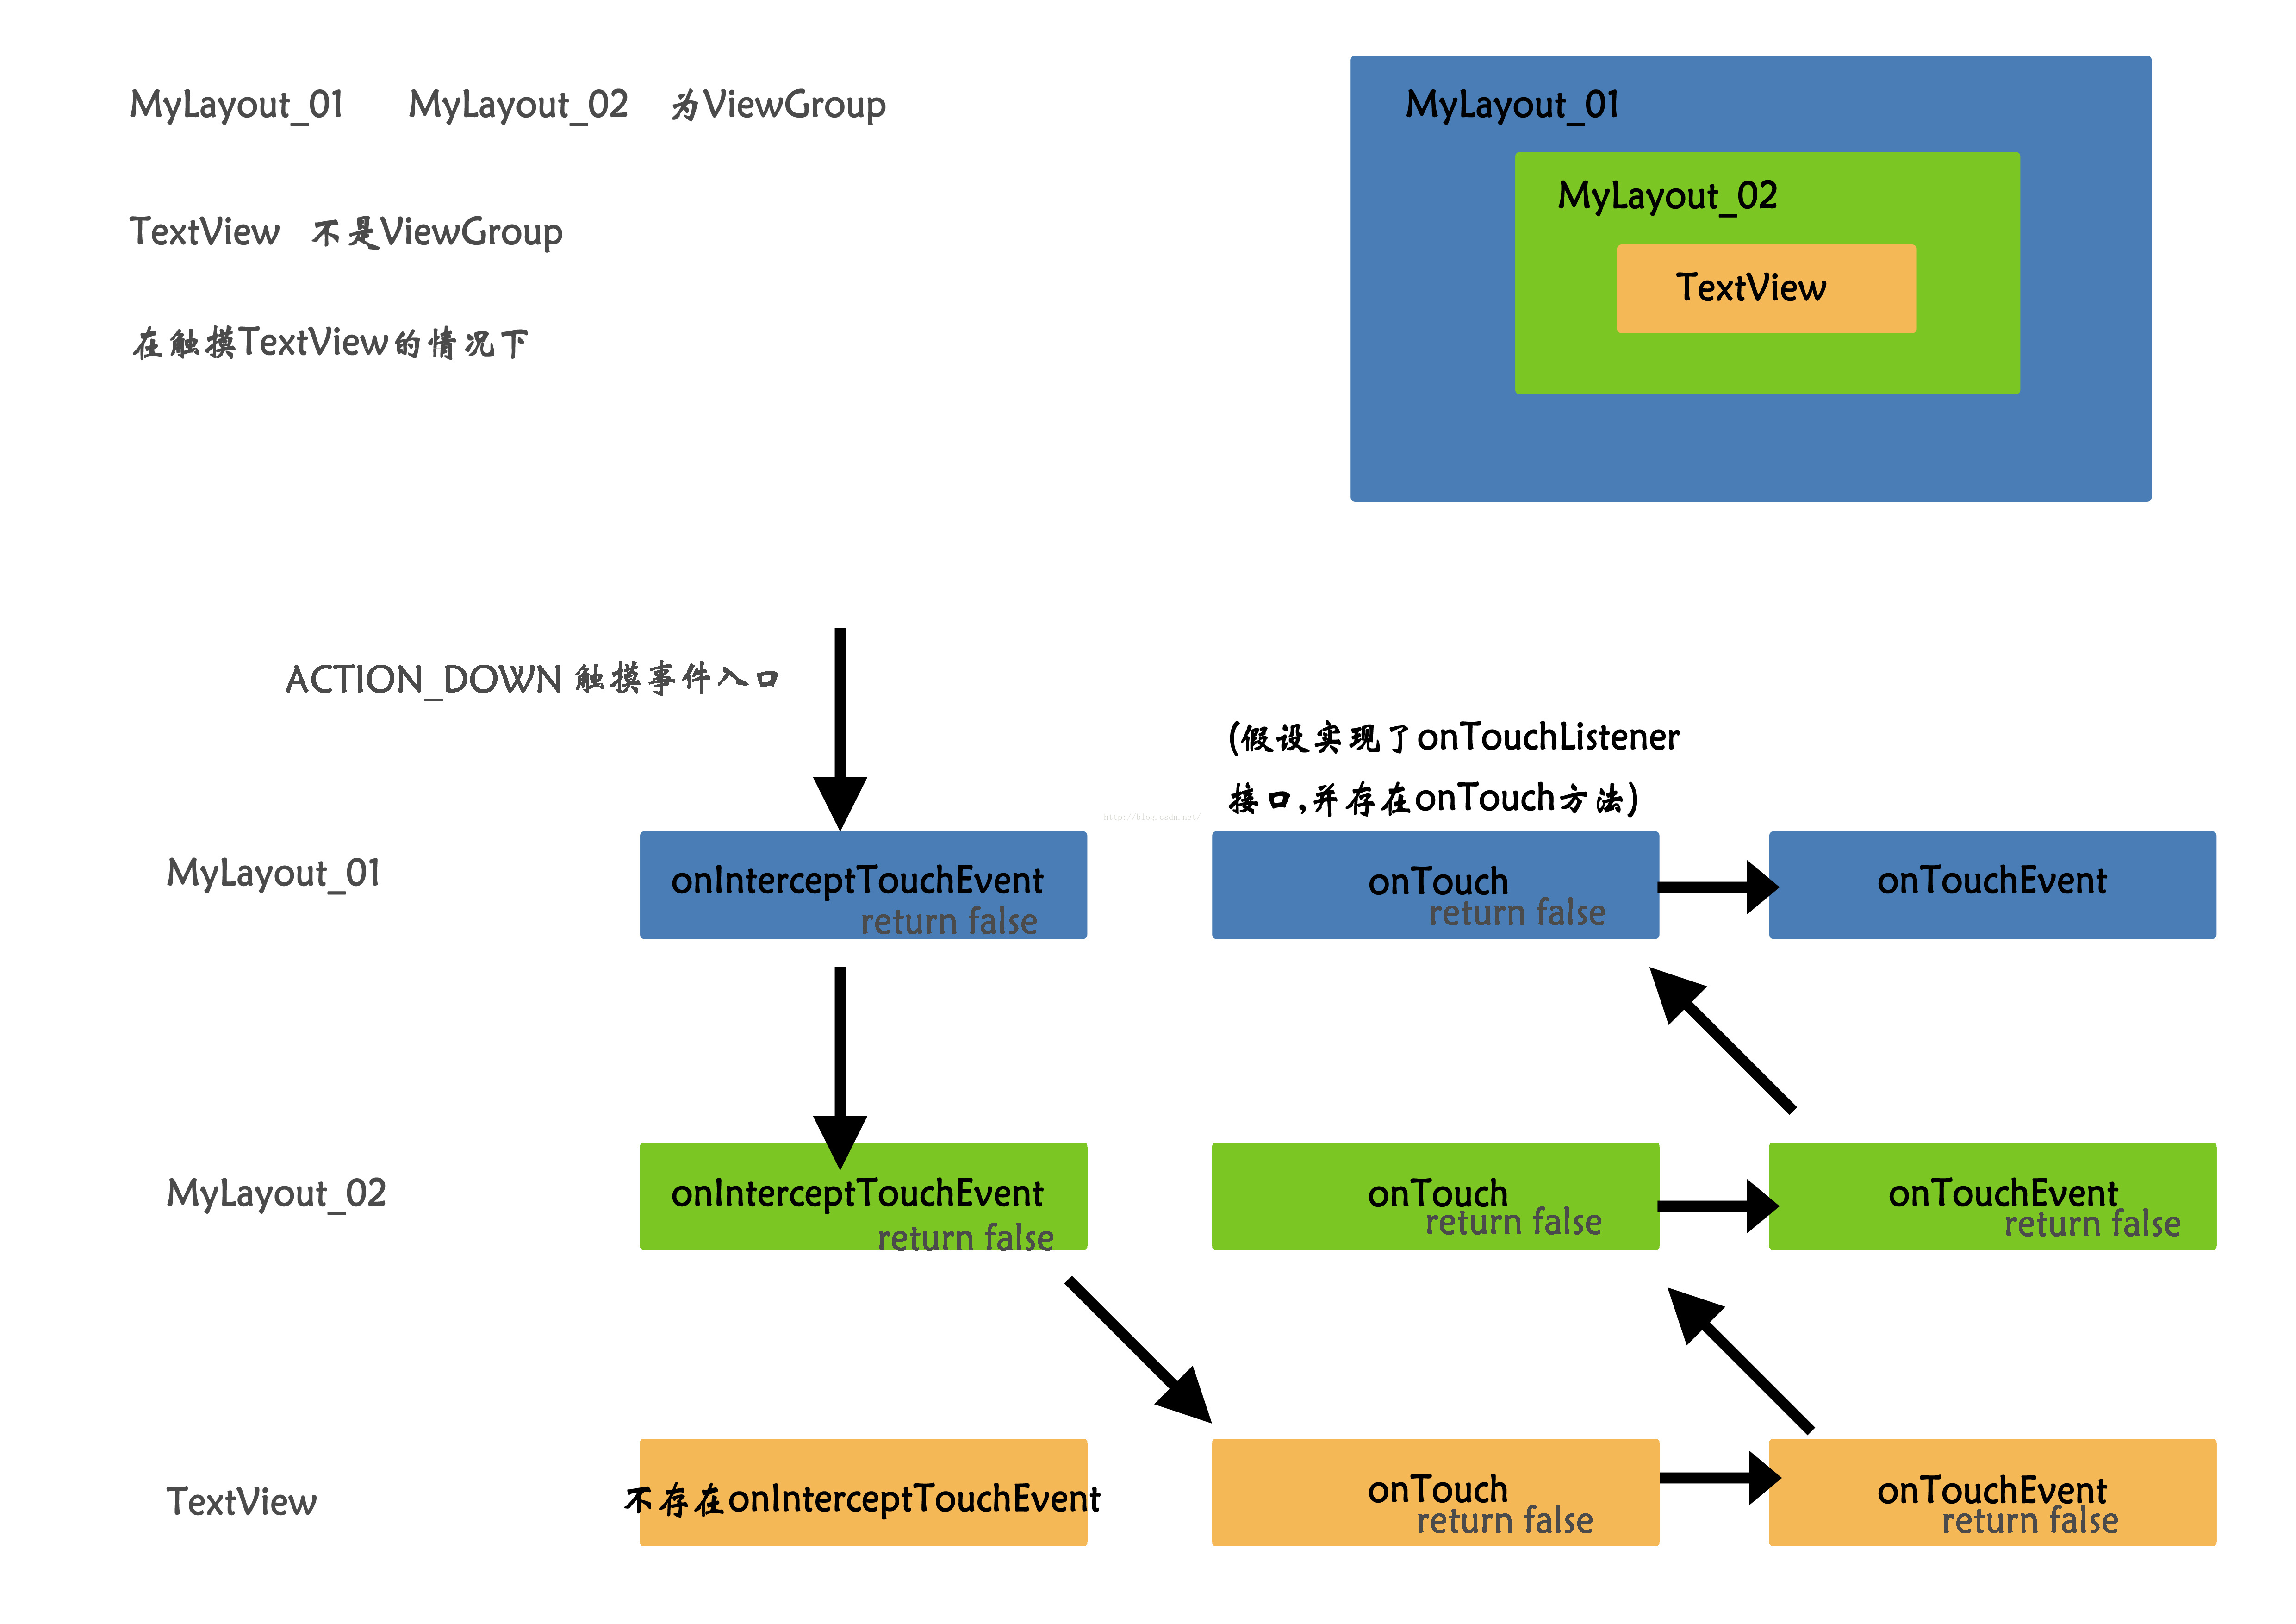 MyLayout_01 MyLayout_02 为ViewGroup
TextView 不是ViewGroup
在触摸TextView的情况下
MyLayout_01
MyLayout_02
TextView
ACTION_DOWN 触摸事件入口
(假设实现了onTouchListener
接口,并存在onTouch方法)
http://blog.csdn.net/
MyLayout_01
onInterceptTouchEvent
return false
onTouch
return false
onTouchEvent
MyLayout_02
onInterceptTouchEvent
return false
onTouch
return false
onTouchEvent
return false
TextView
不存在onInterceptTouchEvent
onTouch
return false
onTouchEvent
return false